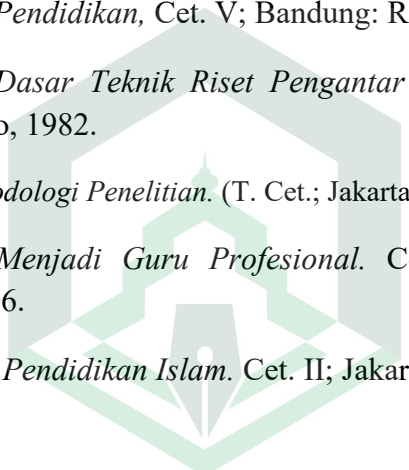 Pendidikan, Cet. V; Bandung: R
Dasar Teknik Riset Pengantar
o, 1982.
odologi Penelitian. (T. Cet.; Jakarta
Menjadi Guru Profesional. C
6.
Pendidikan Islam. Cet. II; Jakar